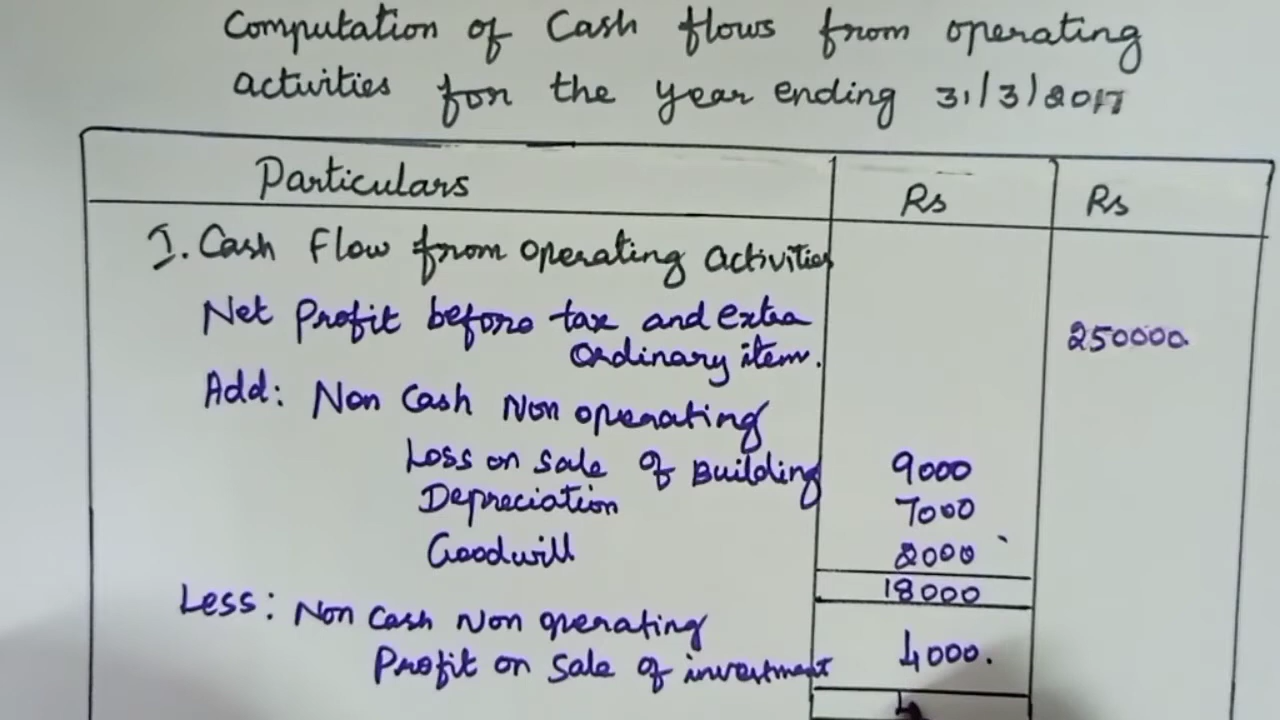 Computation of Cash flows from operating
activities for the year ending 31/3/2017
Particulars Rs Rs
I. Cash Flow from operating activities
Net Profit before tax and extra
ordinary item. 250000
Add: Non Cash Non operating
Loss on sale of Building 9000
Depreciation 7000
Goodwill 2000
18000
Less: Non Cash Non operating
Profit on sale of investment 4000.